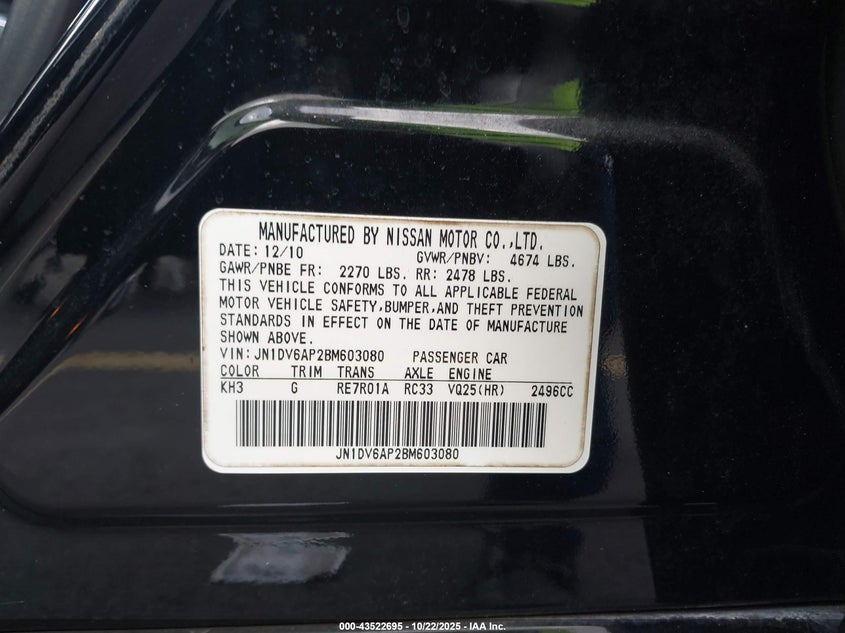 MANUFACTURED BY NISSAN MOTOR CO.,LTD.
DATE: 12/10 GVWR/PNBV: 4674 LBS.
GAWR/PNBE FR: 2270 LBS. RR: 2478 LBS.
THIS VEHICLE CONFORMS TO ALL APPLICABLE FEDERAL
MOTOR VEHICLE SAFETY,BUMPER,AND THEFT PREVENTION
STANDARDS IN EFFECT ON THE DATE OF MANUFACTURE
SHOWN ABOVE.
VIN:JN1DV6AP2BM603080 PASSENGER CAR
COLOR TRIM TRANS AXLE ENGINE
KH3 G RE7R01A RC33 VQ25(HR) 2496CC
JN1DV6AP2BM603080
000-43522695 - 10/22/2025 - IAA Inc.